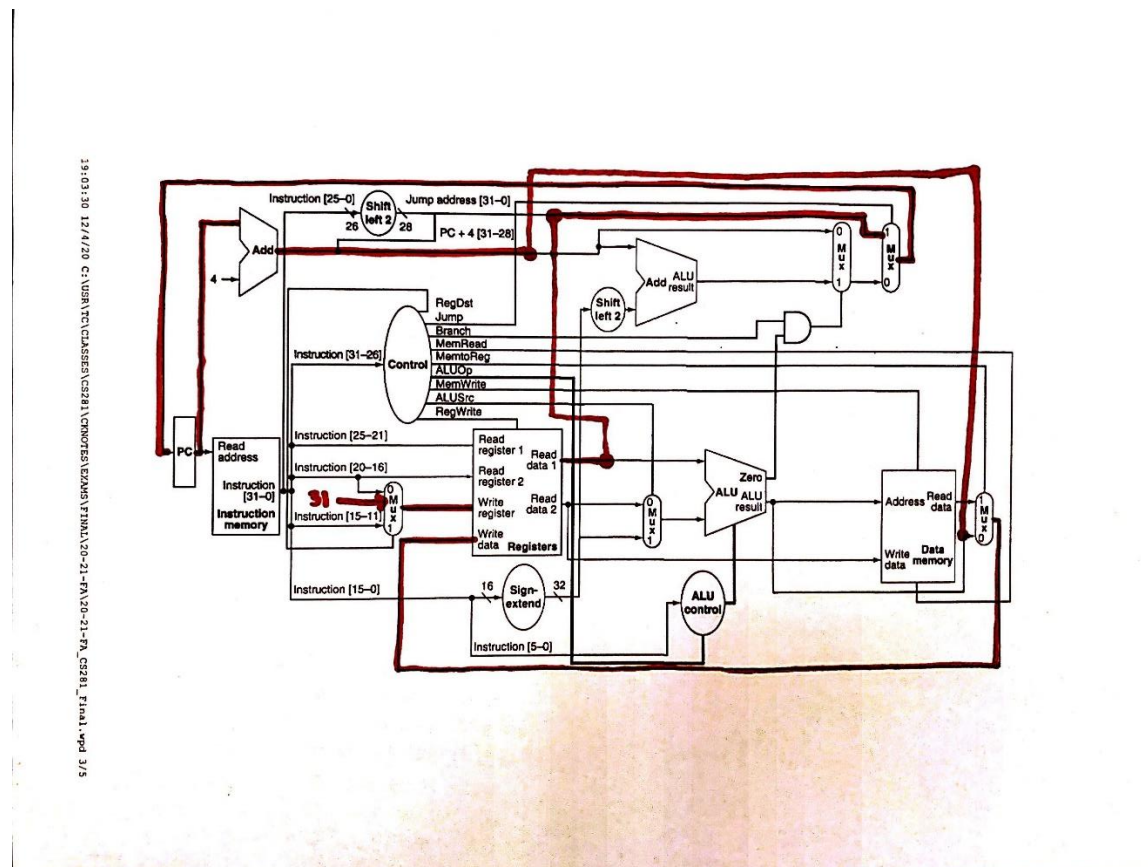 19:03:30 12/4/20 C:\USR\TC\CLASSES\CS281\CKNOTES\EXAMS\FINAL\20-21-FA\20-21-FA_CS281_Final.wpd 3/5
Instruction [25–0]
26
Shift
left 2
28
Jump address [31–0]
PC + 4 [31–28]
Add
4
Add
ALU
result
Shift
left 2
0
M
u
x
1
1
M
u
x
0
RegDst
Jump
Branch
MemRead
MemtoReg
ALUOp
MemWrite
ALUSrc
RegWrite
Instruction [31–26]
Control
PC
Read
address
Instruction
[31–0]
Instruction
memory
Instruction [25–21]
Instruction [20–16]
31
Instruction [15–11]
0
M
u
x
1
Read
register 1
Read
register 2
Write
register
Write
data
Read
data 1
Read
data 2
Registers
0
M
u
x
1
Zero
ALU
ALU
result
Address
Read
data
Write
data
Data
memory
1
M
u
x
0
Instruction [15–0]
16
Sign-
extend
32
ALU
control
Instruction [5–0]